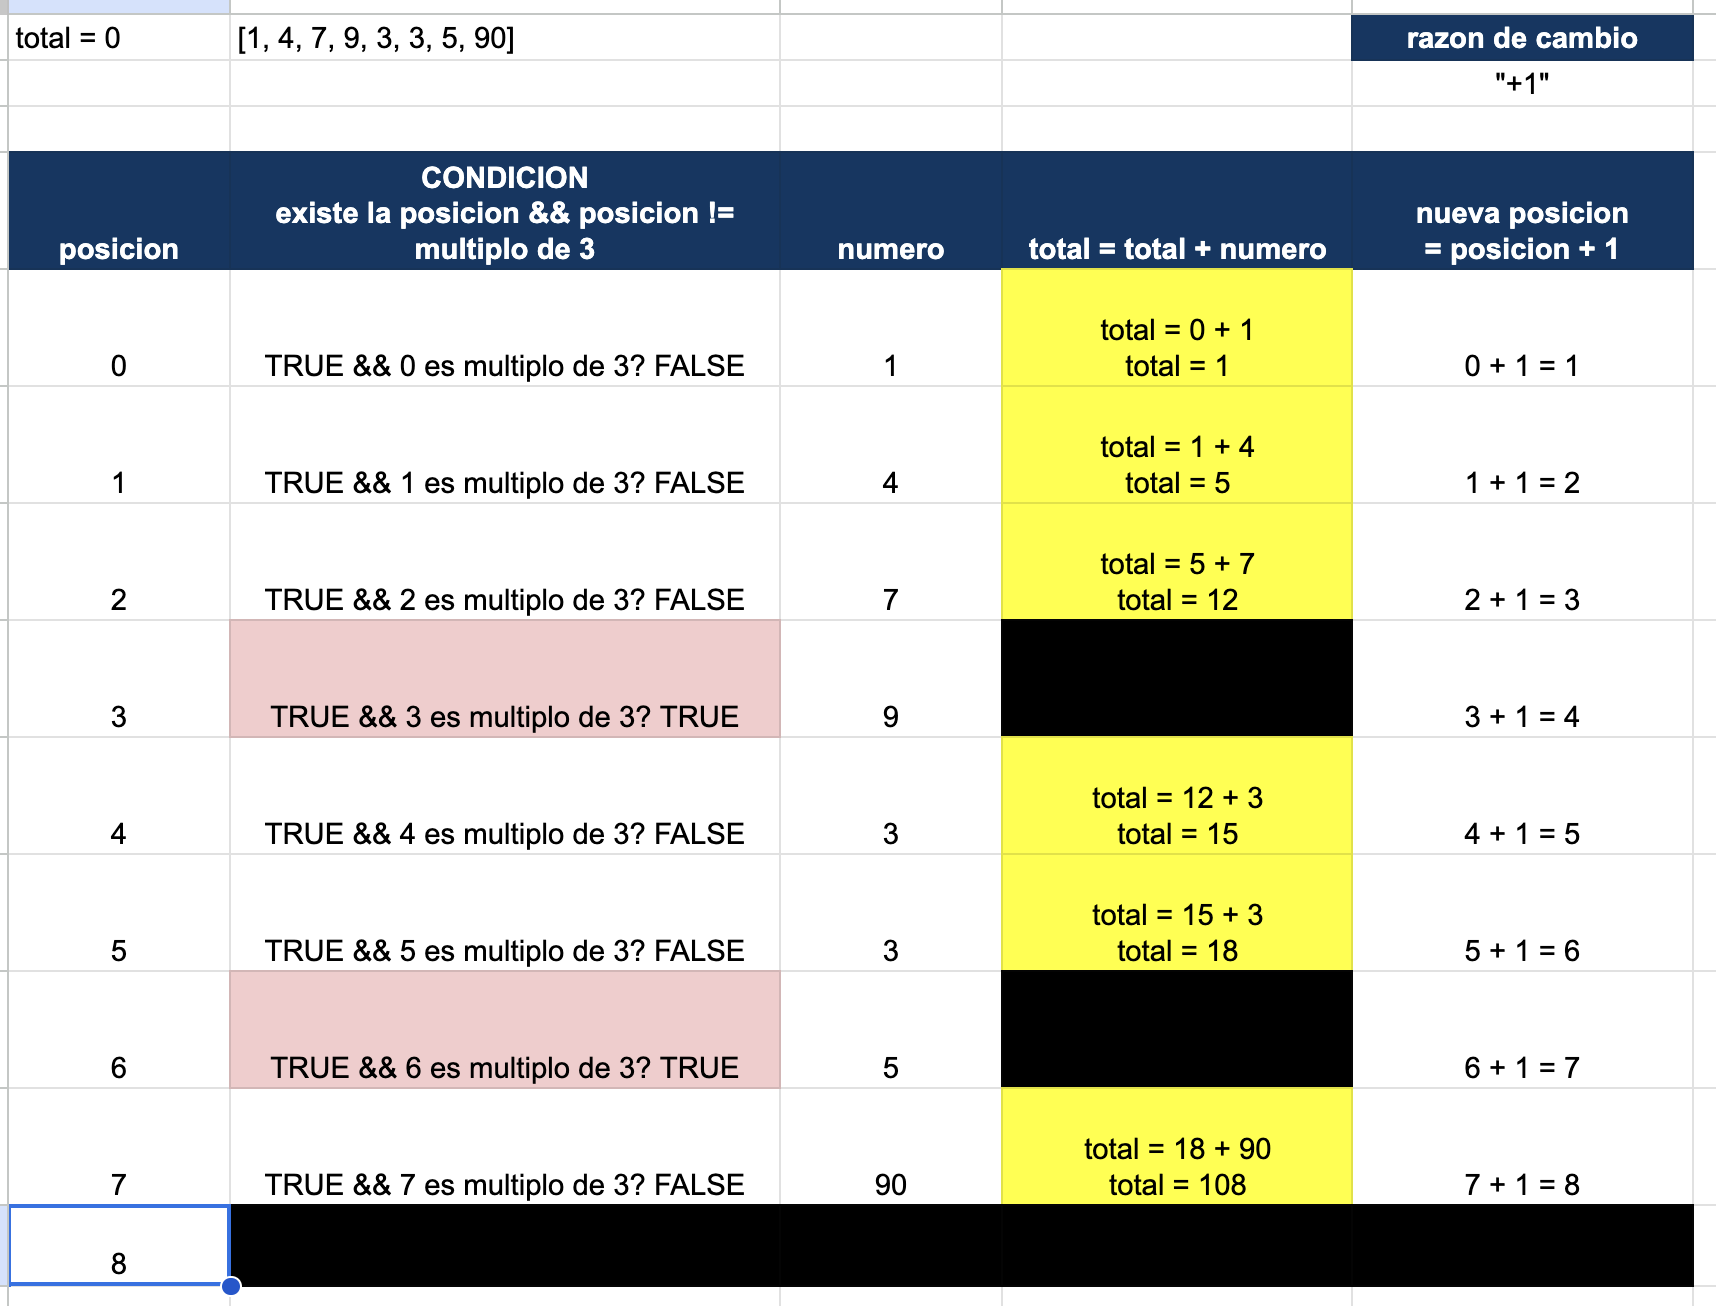 total = 0
[1, 4, 7, 9, 3, 3, 5, 90]
razon de cambio
"+1"
posicion
CONDICION
existe la posicion && posicion !=
multiplo de 3
numero
total = total + numero
nueva posicion
= posicion + 1
0
TRUE && 0 es multiplo de 3? FALSE
1
total = 0 + 1
total = 1
0 + 1 = 1
1
TRUE && 1 es multiplo de 3? FALSE
4
total = 1 + 4
total = 5
1 + 1 = 2
2
TRUE && 2 es multiplo de 3? FALSE
7
total = 5 + 7
total = 12
2 + 1 = 3
3
TRUE && 3 es multiplo de 3? TRUE
9
3 + 1 = 4
4
TRUE && 4 es multiplo de 3? FALSE
3
total = 12 + 3
total = 15
4 + 1 = 5
5
TRUE && 5 es multiplo de 3? FALSE
3
total = 15 + 3
total = 18
5 + 1 = 6
6
TRUE && 6 es multiplo de 3? TRUE
5
6 + 1 = 7
7
TRUE && 7 es multiplo de 3? FALSE
90
total = 18 + 90
total = 108
7 + 1 = 8
8